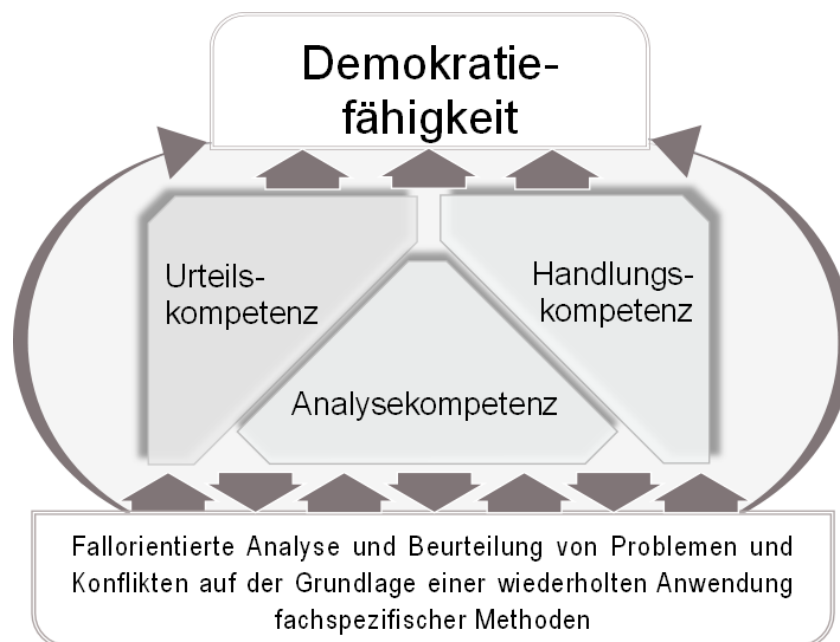 Demokratie-
fähigkeit
Urteils-
kompetenz
Handlungs-
kompetenz
Analysekompetenz
Fallorientierte Analyse und Beurteilung von Problemen und
Konflikten auf der Grundlage einer wiederholten Anwendung
fachspezifischer Methoden